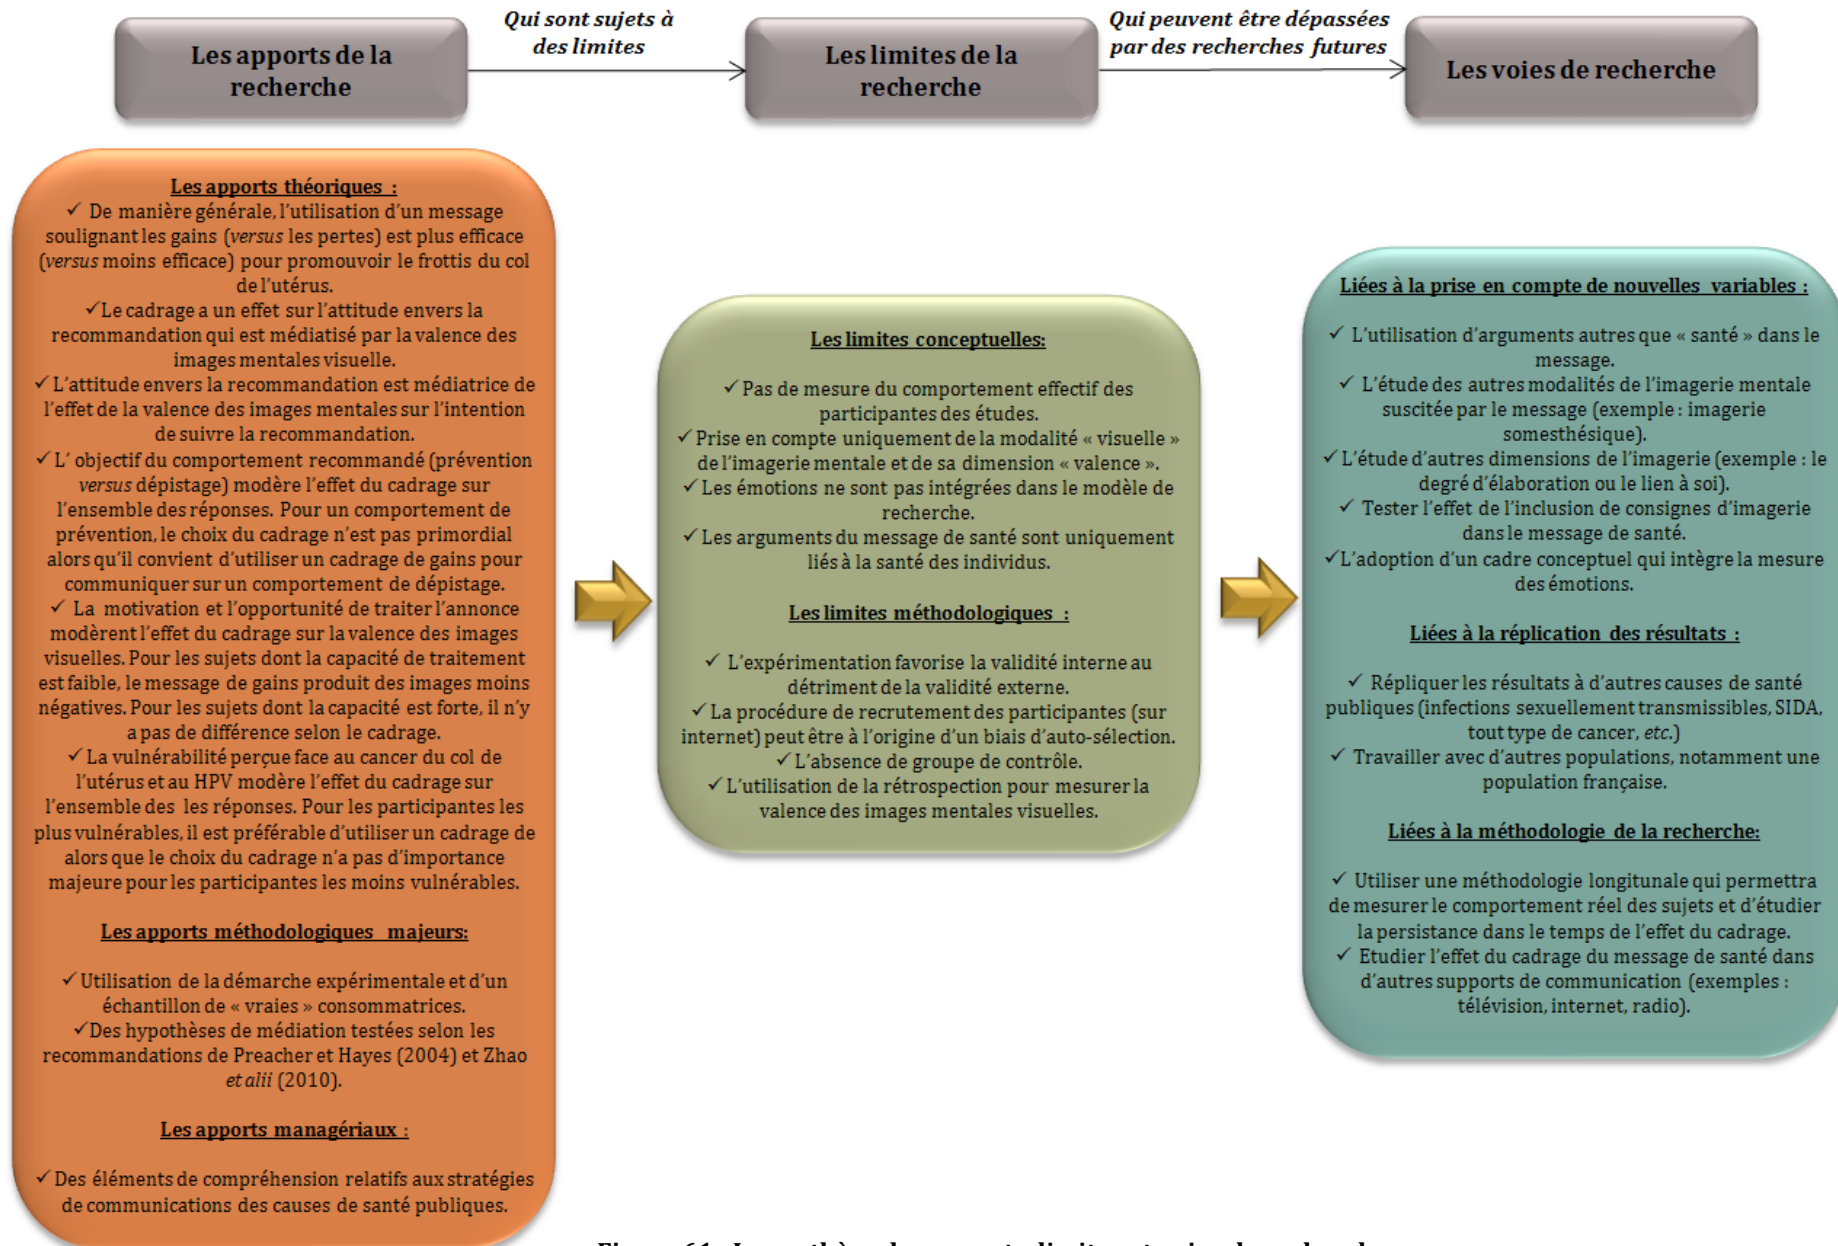 Qui sont sujets à
des limites
Qui peuvent être dépassées
par des recherches futures
Les apports de la
recherche
Les limites de la
recherche
Les voies de recherche
Les apports théoriques :
✓ De manière générale, l'utilisation d'un message
soulignant les gains (versus les pertes) est plus efficace
(versus moins efficace) pour promouvoir le frottis du col
de l'utérus.
✓Le cadrage a un effet sur l'attitude envers la
recommandation qui est médiatisé par la valence des
images mentales visuelle.
✓ L'attitude envers la recommandation est médiatrice de
l'effet de la valence des images mentales sur l'intention
de suivre la recommandation.
✓ L' objectif du comportement recommandé (prévention
versus dépistage) modère l'effet du cadrage sur
l'ensemble des réponses. Pour un comportement de
prévention, le choix du cadrage n'est pas primordial
alors qu'il convient d'utiliser un cadrage de gains pour
communiquer sur un comportement de dépistage.
✓ La motivation et l'opportunité de traiter l'annonce
modèrent l'effet du cadrage sur la valence des images
visuelles. Pour les sujets dont la capacité de traitement
est faible, le message de gains produit des images moins
négatives. Pour les sujets dont la capacité est forte, il n'y
a pas de différence selon le cadrage.
✓ La vulnérabilité perçue face au cancer du col de
l'utérus et au HPV modère l'effet du cadrage sur
l'ensemble des les réponses. Pour les participantes les
plus vulnérables, il est préférable d'utiliser un cadrage de
alors que le choix du cadrage n'a pas d'importance
majeure pour les participantes les moins vulnérables.
Les apports méthodologiques majeurs:
✓ Utilisation de la démarche expérimentale et d'un
échantillon de « vraies » consommatrices.
✓Des hypothèses de médiation testées selon les
recommandations de Preacher et Hayes (2004) et Zhao
et alii (2010).
Les apports managériaux :
✓ Des éléments de compréhension relatifs aux stratégies
de communications des causes de santé publiques.
Les limites conceptuelles:
✓ Pas de mesure du comportement effectif des
participantes des études.
✓ Prise en compte uniquement de la modalité « visuelle »
de l'imagerie mentale et de sa dimension « valence ».
✓ Les émotions ne sont pas intégrées dans le modèle de
recherche.
✓ Les arguments du message de santé sont uniquement
liés à la santé des individus.
Les limites méthodologiques :
✓ L'expérimentation favorise la validité interne au
détriment de la validité externe.
✓ La procédure de recrutement des participantes (sur
internet) peut être à l'origine d'un biais d'auto-sélection.
✓ L'absence de groupe de contrôle.
✓ L'utilisation de la rétrospection pour mesurer la
valence des images mentales visuelles.
Liées à la prise en compte de nouvelles variables :
✓ L'utilisation d'arguments autres que « santé » dans le
message.
✓ L'étude des autres modalités de l'imagerie mentale
suscitée par le message (exemple : imagerie
somesthésique).
✓ L'étude d'autres dimensions de l'imagerie (exemple : le
degré d'élaboration ou le lien à soi).
✓ Tester l'effet de l'inclusion de consignes d'imagerie
dans le message de santé.
✓L'adoption d'un cadre conceptuel qui intègre la mesure
des émotions.
Liées à la réplication des résultats :
✓ Répliquer les résultats à d'autres causes de santé
publiques (infections sexuellement transmissibles, SIDA,
tout type de cancer, etc.)
✓ Travailler avec d'autres populations, notamment une
population française.
Liées à la méthodologie de la recherche:
✓ Utiliser une méthodologie longitunale qui permettra
de mesurer le comportement réel des sujets et d'étudier
la persistance dans le temps de l'effet du cadrage.
✓ Etudier l'effet du cadrage du message de santé dans
d'autres supports de communication (exemples :
télévision, internet, radio).